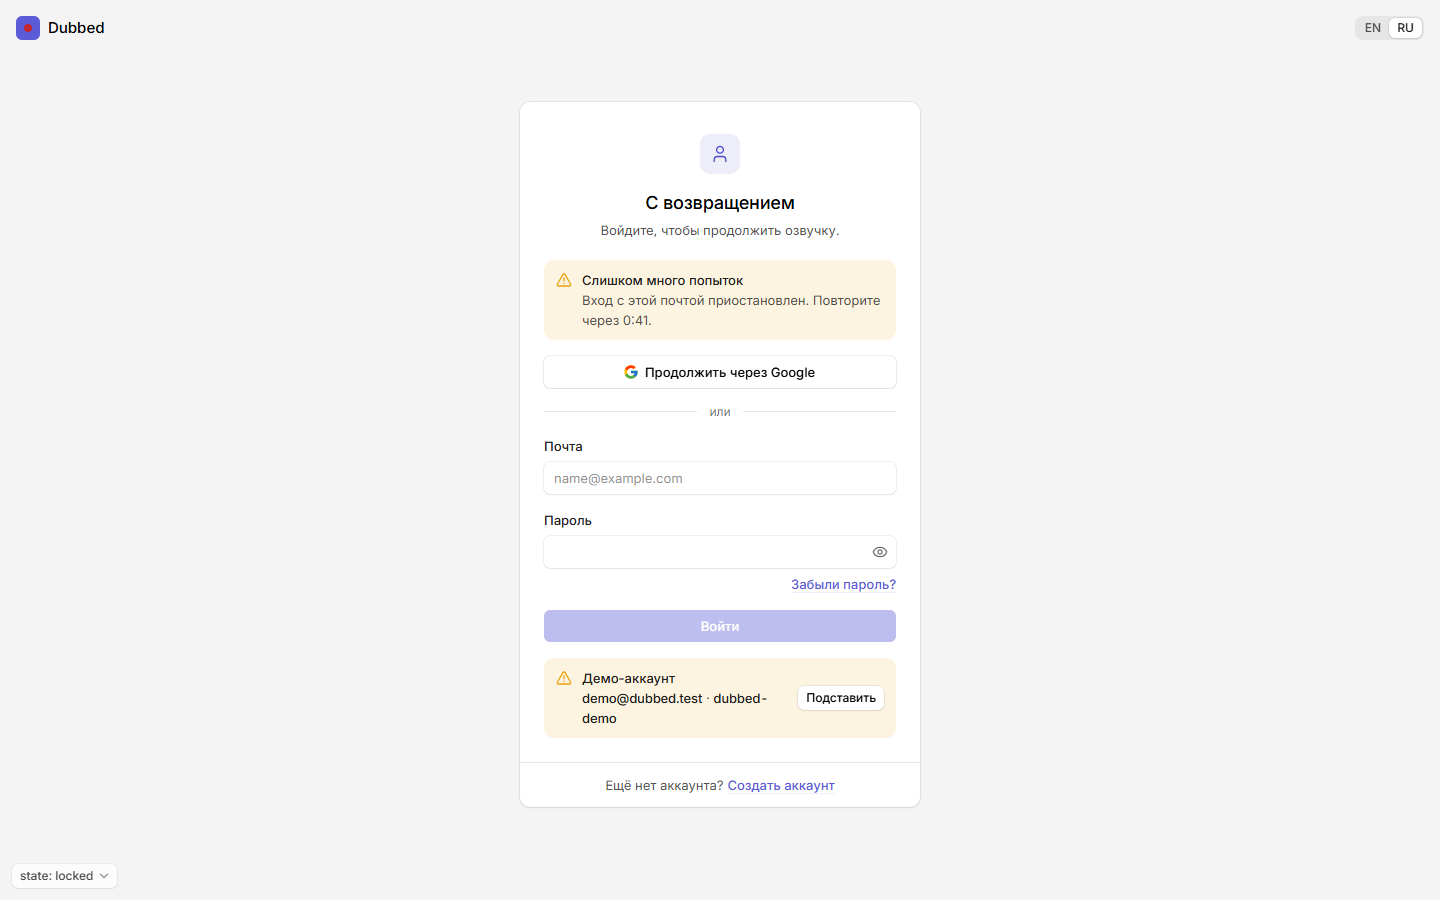 Dubbed
EN RU
С возвращением
Войдите, чтобы продолжить озвучку.
Слишком много попыток
Вход с этой почтой приостановлен. Повторите
через 0:41.
Продолжить через Google
или
Почта
name@example.com
Пароль
Забыли пароль?
Войти
Демо-аккаунт
demo@dubbed.test · dubbed-
demo
Подставить
Ещё нет аккаунта? Создать аккаунт
state: locked